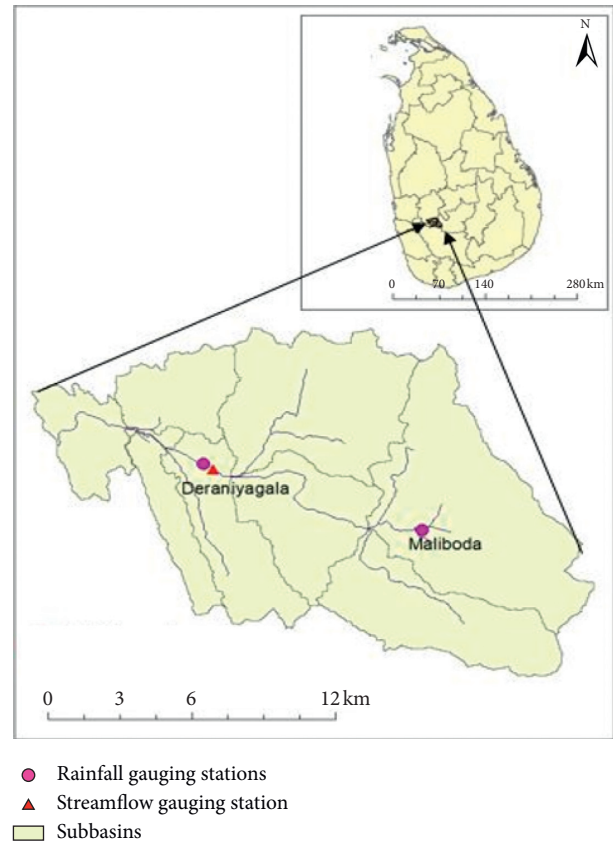 N
0 70 140 280 km
Deraniyagala
Maliboda
0 3 6 12 km
Rainfall gauging stations
Streamflow gauging station
Subbasins